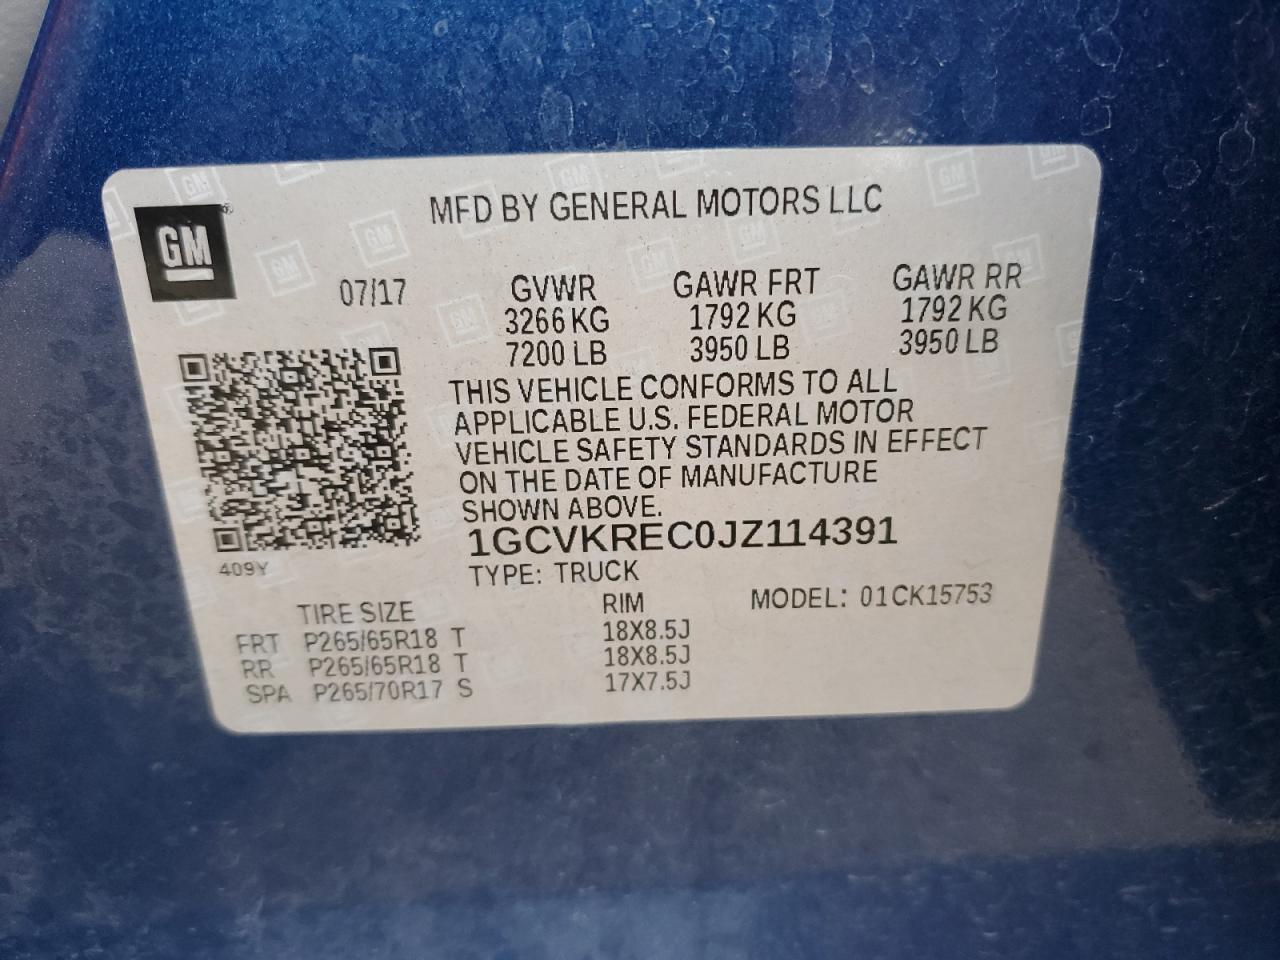 MFD BY GENERAL MOTORS LLC
GM
07/17 GVWR GAWR FRT GAWR RR
3266 KG 1792 KG 1792 KG
7200 LB 3950 LB 3950 LB
THIS VEHICLE CONFORMS TO ALL
APPLICABLE U.S. FEDERAL MOTOR
VEHICLE SAFETY STANDARDS IN EFFECT
ON THE DATE OF MANUFACTURE
SHOWN ABOVE.
1GCVKREC0JZ114391
409Y
TYPE: TRUCK
TIRE SIZE RIM MODEL: 01CK15753
FRT P265/65R18 T 18X8.5J
RR P265/65R18 T 18X8.5J
SPA P265/70R17 S 17X7.5J